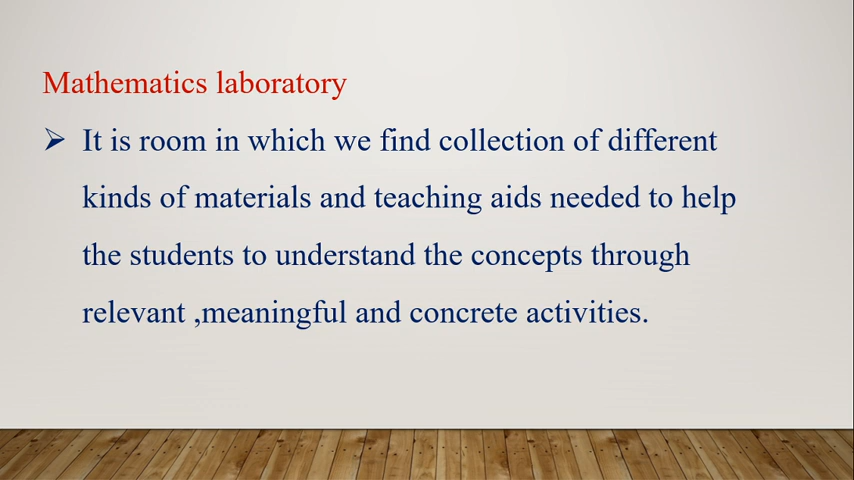 Mathematics laboratory
➢ It is room in which we find collection of different
kinds of materials and teaching aids needed to help
the students to understand the concepts through
relevant ,meaningful and concrete activities.